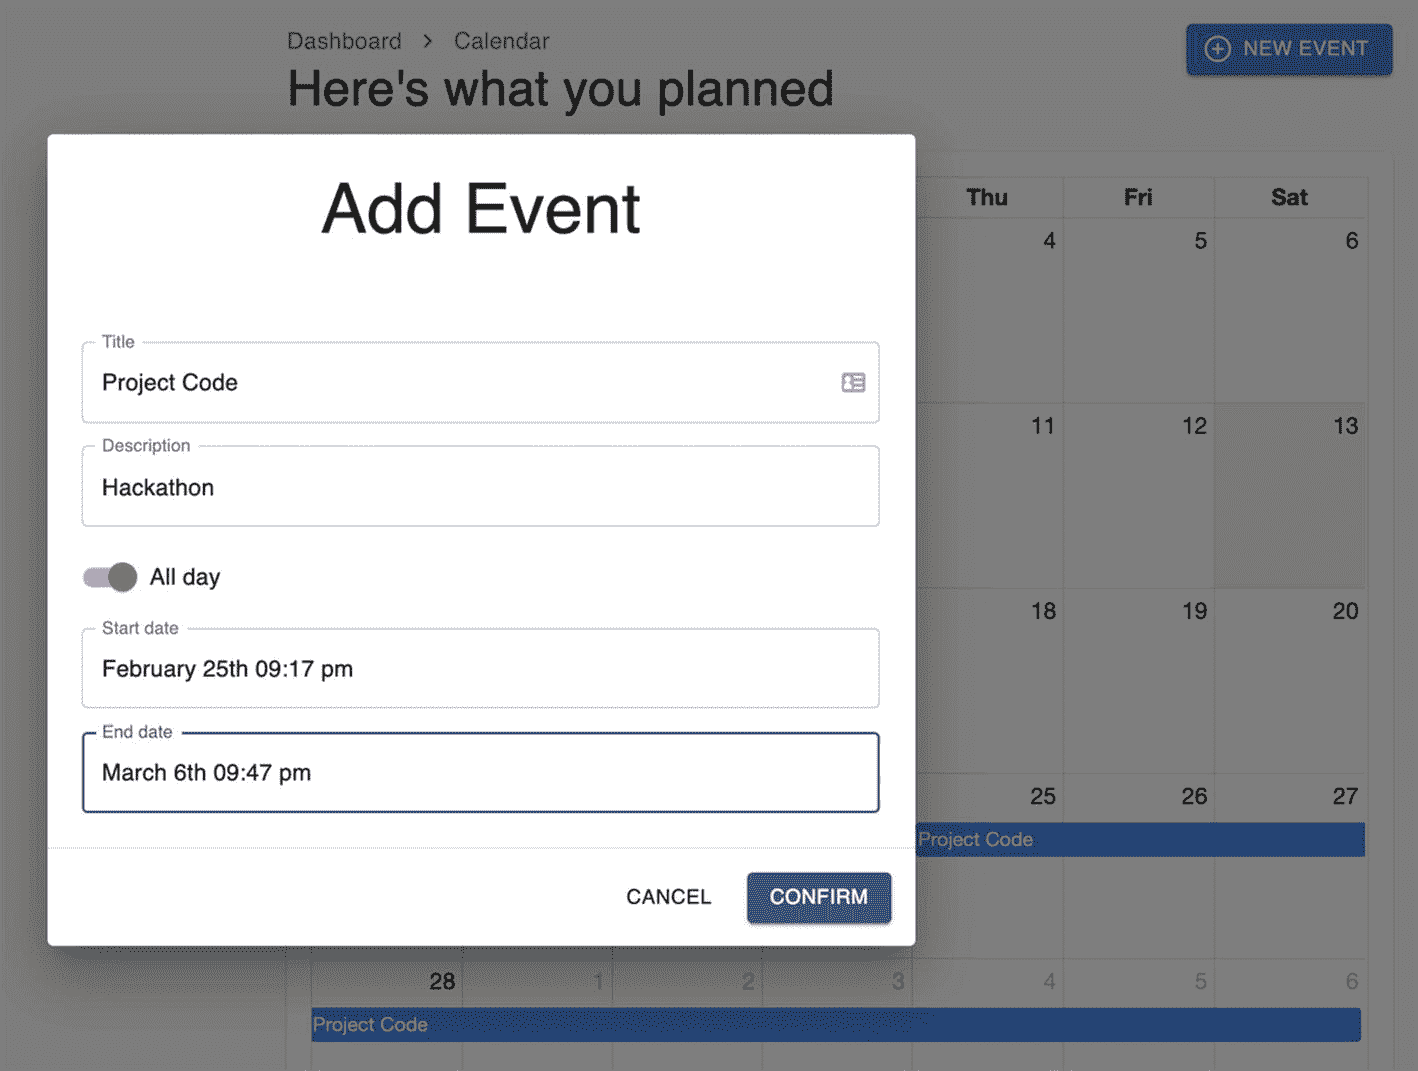 Dashboard > Calendar
NEW EVENT
Here's what you planned
Add Event
Title
Project Code
Description
Hackathon
All day
Start date
February 25th 09:17 pm
End date
March 6th 09:47 pm
CANCEL CONFIRM
Thu Fri Sat
4 5 6
11 12 13
18 19 20
25 26 27
Project Code
28 1 2 3 4 5 6
Project Code